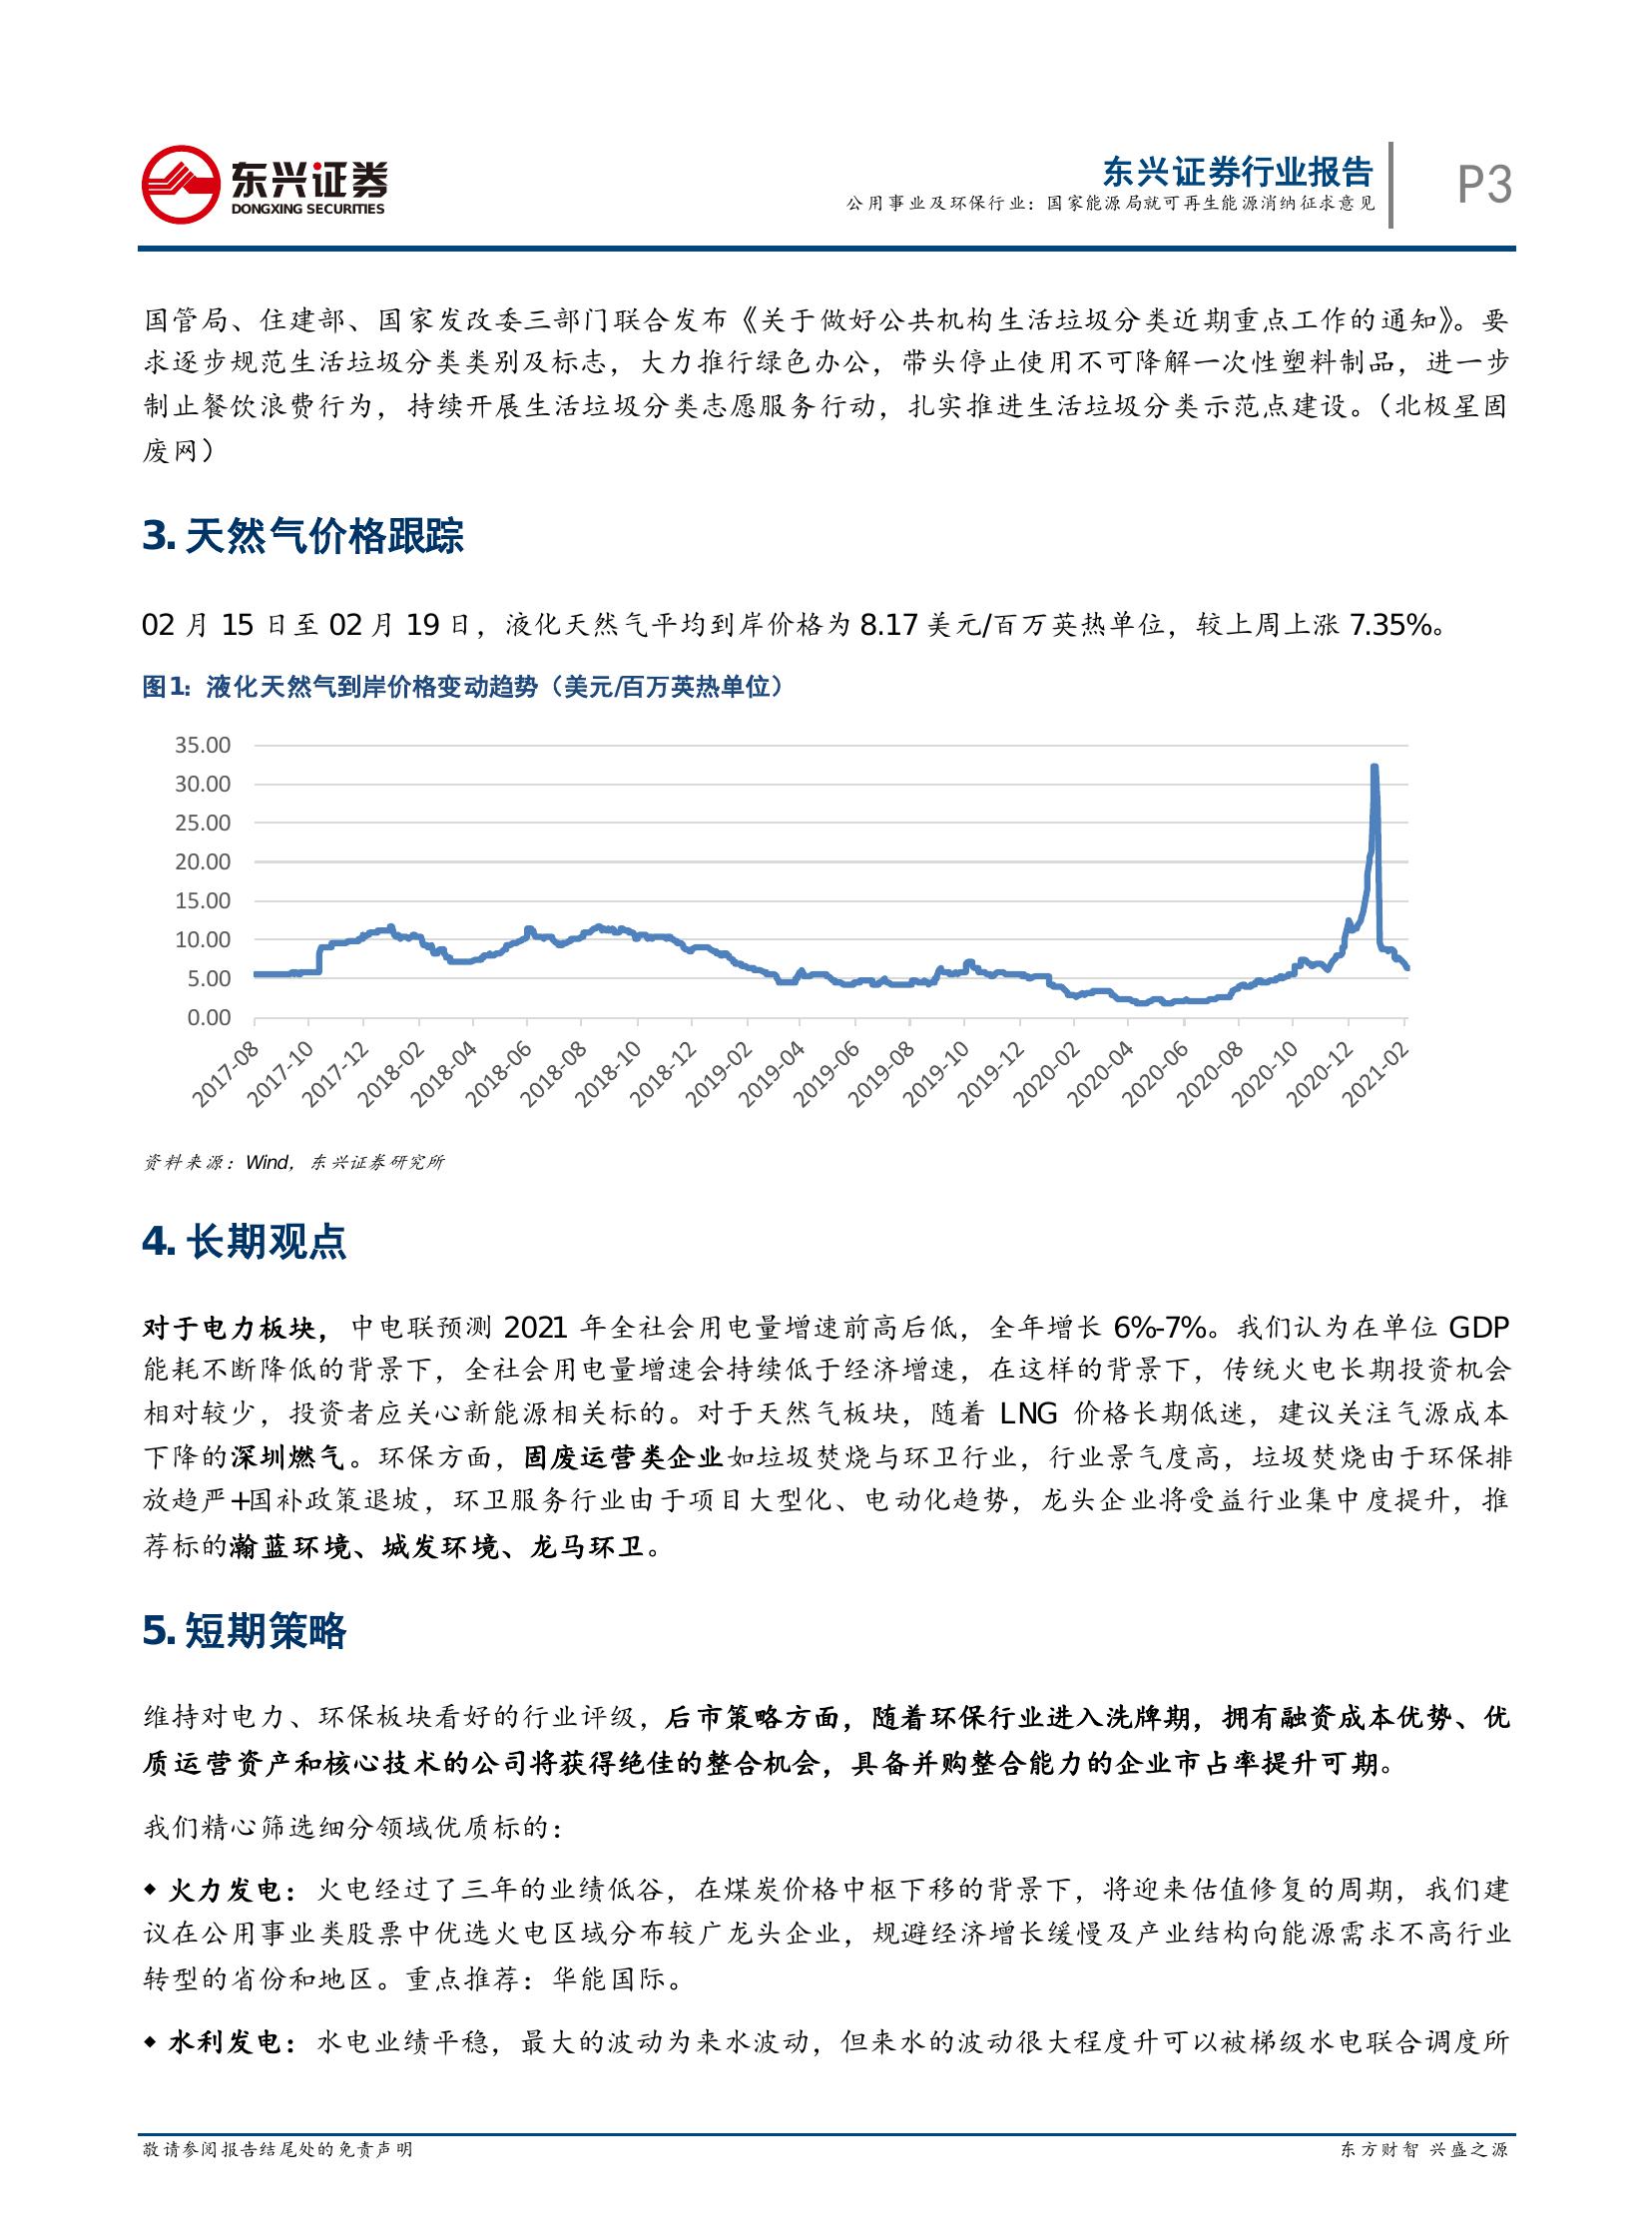 东兴证券
DONGXING SECURITIES
东兴证券行业报告
公用事业及环保行业：国家能源局就可再生能源消纳征求意见
P3
国管局、住建部、国家发改委三部门联合发布《关于做好公共机构生活垃圾分类近期重点工作的通知》。要
求逐步规范生活垃圾分类类别及标志，大力推行绿色办公，带头停止使用不可降解一次性塑料制品，进一步
制止餐饮浪费行为，持续开展生活垃圾分类志愿服务行动，扎实推进生活垃圾分类示范点建设。（北极星固
废网）
3. 天然气价格跟踪
02 月 15 日至 02 月 19 日，液化天然气平均到岸价格为 8.17 美元/百万英热单位，较上周上涨 7.35%。
图1: 液化天然气到岸价格变动趋势（美元/百万英热单位）
35.00
30.00
25.00
20.00
15.00
10.00
5.00
0.00
2017-08
2017-10
2017-12
2018-02
2018-04
2018-06
2018-08
2018-10
2018-12
2019-02
2019-04
2019-06
2019-08
2019-10
2019-12
2020-02
2020-04
2020-06
2020-08
2020-10
2020-12
2021-02
资料来源：Wind，东兴证券研究所
4. 长期观点
对于电力板块，中电联预测 2021 年全社会用电量增速前高后低，全年增长 6%-7%。我们认为在单位 GDP
能耗不断降低的背景下，全社会用电量增速会持续低于经济增速，在这样的背景下，传统火电长期投资机会
相对较少，投资者应关心新能源相关标的。对于天然气板块，随着 LNG 价格长期低迷，建议关注气源成本
下降的深圳燃气。环保方面，固废运营类企业如垃圾焚烧与环卫行业，行业景气度高，垃圾焚烧由于环保排
放趋严+国补政策退坡，环卫服务行业由于项目大型化、电动化趋势，龙头企业将受益行业集中度提升，推
荐标的瀚蓝环境、城发环境、龙马环卫。
5. 短期策略
维持对电力、环保板块看好的行业评级，后市策略方面，随着环保行业进入洗牌期，拥有融资成本优势、优
质运营资产和核心技术的公司将获得绝佳的整合机会，具备并购整合能力的企业市占率提升可期。
我们精心筛选细分领域优质标的：
◆ 火力发电：火电经过了三年的业绩低谷，在煤炭价格中枢下移的背景下，将迎来估值修复的周期，我们建
议在公用事业类股票中优选火电区域分布较广龙头企业，规避经济增长缓慢及产业结构向能源需求不高行业
转型的省份和地区。重点推荐：华能国际。
◆ 水利发电：水电业绩平稳，最大的波动为来水波动，但来水的波动很大程度升可以被梯级水电联合调度所
敬请参阅报告结尾处的免责声明
东方财智 兴盛之源